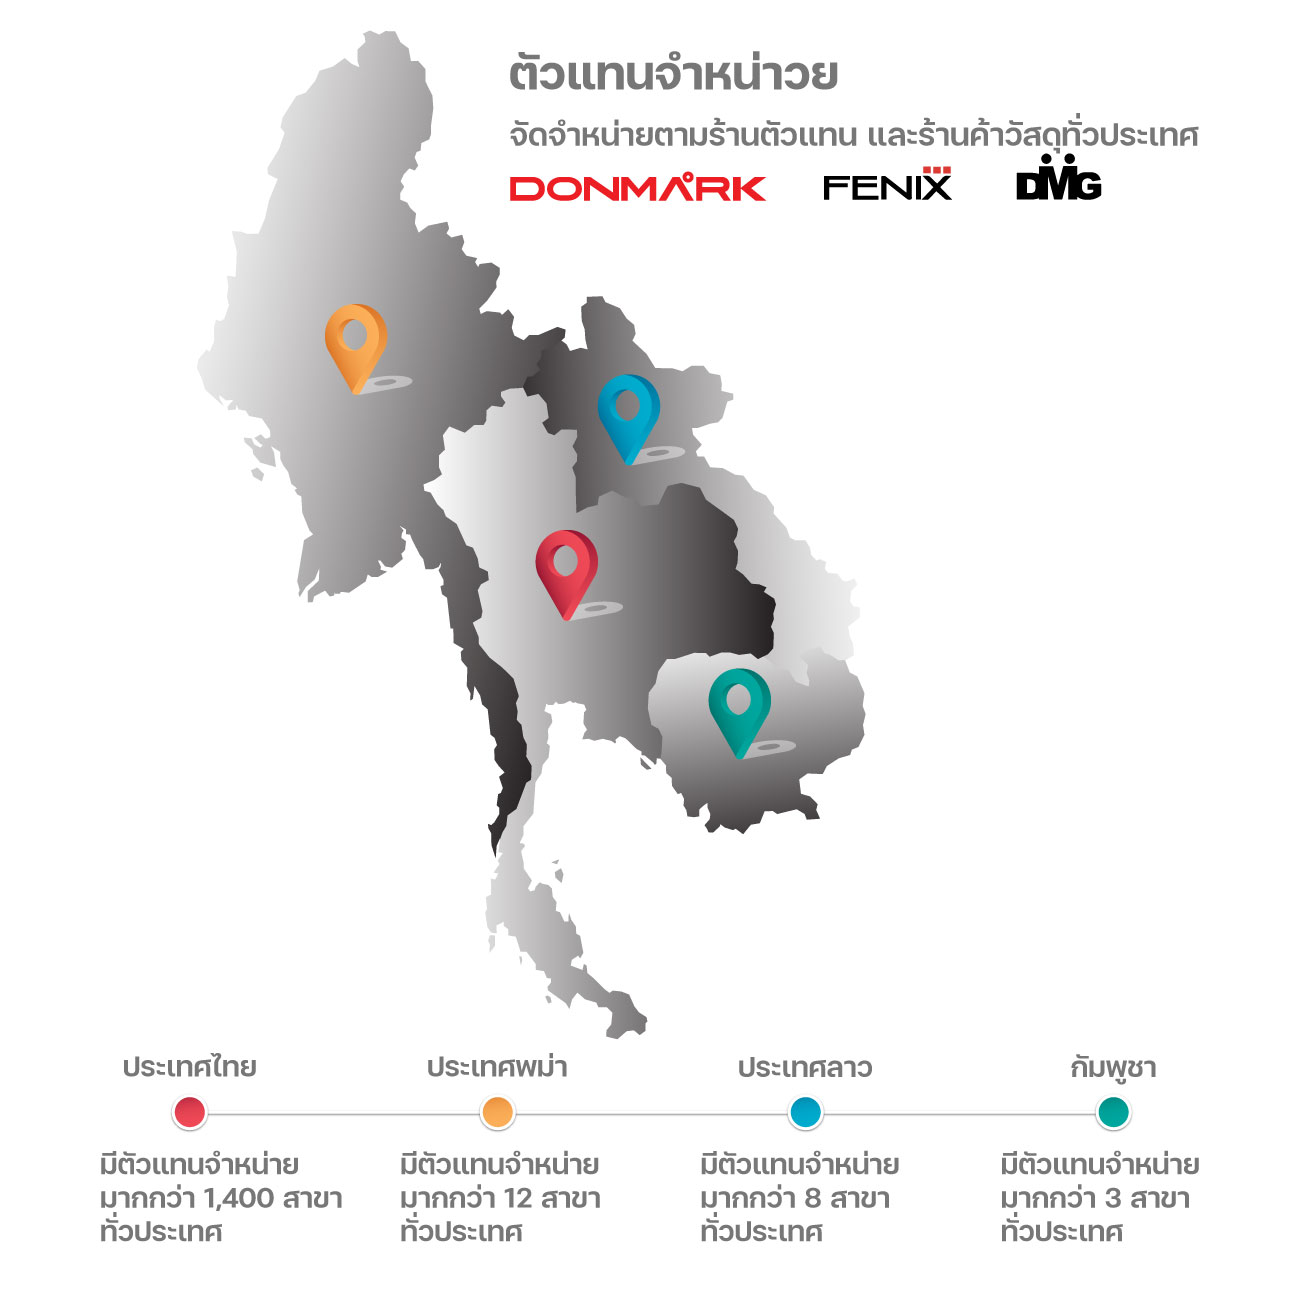 ตัวแทนจำหน่าวย
จัดจำหน่ายตามร้านตัวแทน และร้านค้าวัสดุทั่วประเทศ
DONMARK FENIX DMG
ประเทศไทย ประเทศพม่า ประเทศลาว กัมพูชา
มีตัวแทนจำหน่าย
มากกว่า 1,400 สาขา
ทั่วประเทศ
มีตัวแทนจำหน่าย
มากกว่า 12 สาขา
ทั่วประเทศ
มีตัวแทนจำหน่าย
มากกว่า 8 สาขา
ทั่วประเทศ
มีตัวแทนจำหน่าย
มากกว่า 3 สาขา
ทั่วประเทศ